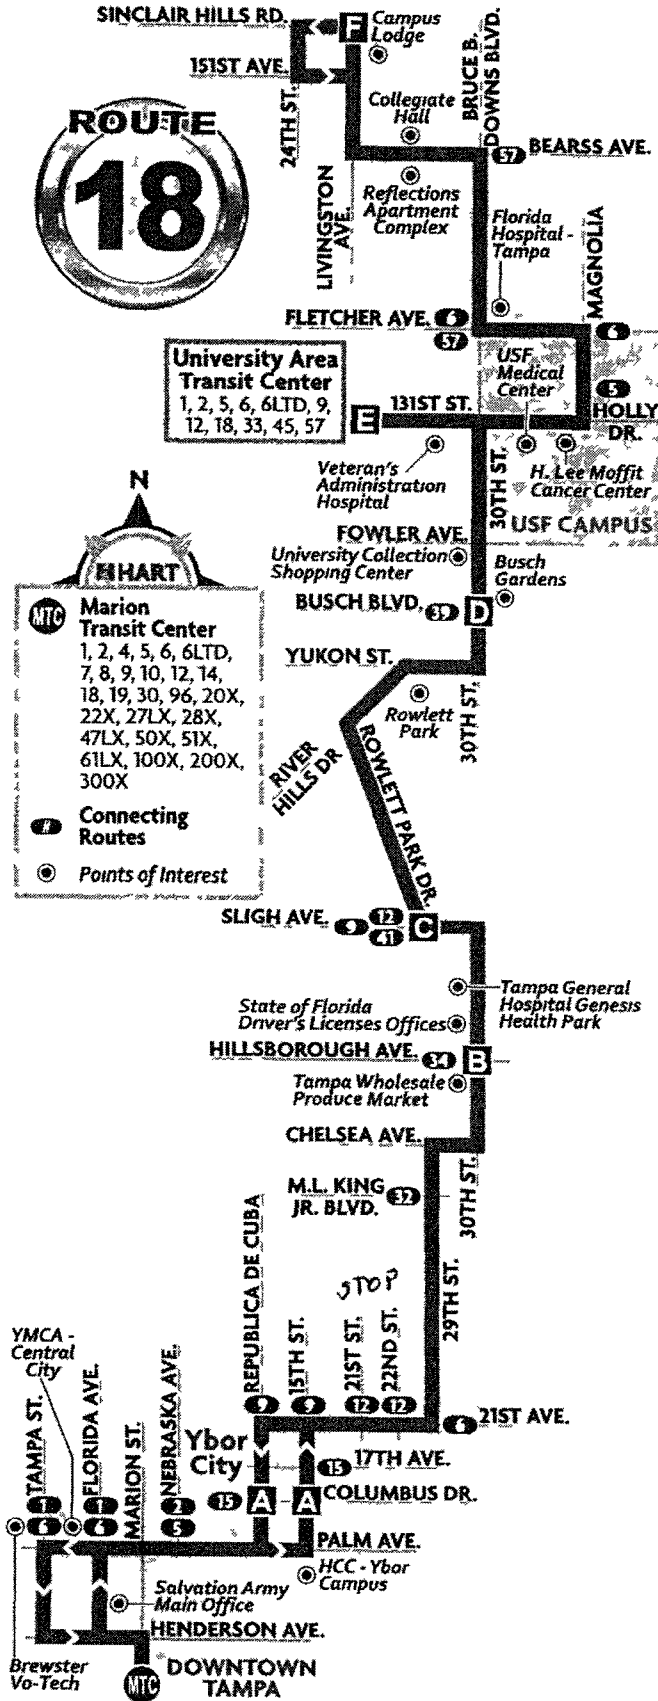 SINCLAIR HILLS RD.
F
Campus
Lodge
151ST AVE.
24TH ST.
BRUCE B.
DOWNS BLVD.
ROUTE
18
Collegiate
Hall
57
BEARSS AVE.
LIVINGSTON
AVE.
Reflections
Apartment
Complex
Florida
Hospital -
Tampa
MAGNOLIA
FLETCHER AVE.
6
57
6
University Area
Transit Center
1, 2, 5, 6, 6LTD, 9,
12, 18, 33, 45, 57
USF
Medical
Center
5
131ST ST.
E
HOLLY
DR.
Veteran's
Administration
Hospital
30TH ST.
H. Lee Moffit
Cancer Center
USF CAMPUS
N
HART
FOWLER AVE.
University Collection
Shopping Center
Busch
Gardens
BUSCH BLVD.
39
D
MTC
Marion
Transit Center
1, 2, 4, 5, 6, 6LTD,
7, 8, 9, 10, 12, 14,
18, 19, 30, 96, 20X,
22X, 27LX, 28X,
47LX, 50X, 51X,
61LX, 100X, 200X,
300X
#
Connecting
Routes
Points of Interest
YUKON ST.
Rowlett
Park
30TH ST.
RIVER
HILLS DR
ROWLETT PARK DR.
SLIGH AVE.
9
12
41
C
Tampa General
Hospital Genesis
Health Park
State of Florida
Driver's Licenses Offices
HILLSBOROUGH AVE.
34
B
Tampa Wholesale
Produce Market
CHELSEA AVE.
30TH ST.
M.L. KING
JR. BLVD.
32
29TH ST.
STOP
REPUBLICA DE CUBA
15TH ST.
21ST ST.
22ND ST.
9
9
12
12
6
21ST AVE.
YMCA -
Central
City
TAMPA ST.
FLORIDA AVE.
MARION ST.
NEBRASKA AVE.
Ybor
City
15
17TH AVE.
1
6
1
6
2
5
15
A
A
COLUMBUS DR.
PALM AVE.
HCC - Ybor
Campus
Salvation Army
Main Office
HENDERSON AVE.
Brewster
Vo-Tech
MTC
DOWNTOWN
TAMPA